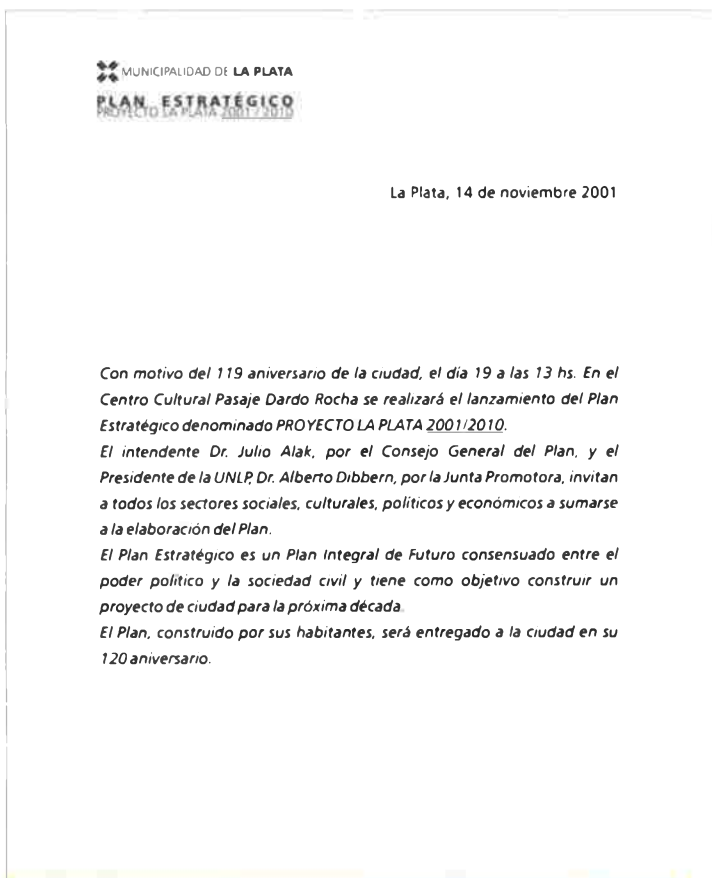 MUNICIPALIDAD DE LA PLATA
PLAN ESTRATÉGICO
PROYECTO LA PLATA 2001 / 2010
La Plata, 14 de noviembre 2001
Con motivo del 119 aniversario de la ciudad, el día 19 a las 13 hs. En el
Centro Cultural Pasaje Dardo Rocha se realizará el lanzamiento del Plan
Estratégico denominado PROYECTO LA PLATA 2001/2010.
El intendente Dr. Julio Alak, por el Consejo General del Plan, y el
Presidente de la UNLP, Dr. Alberto Dibbern, por la Junta Promotora, invitan
a todos los sectores sociales, culturales, políticos y económicos a sumarse
a la elaboración del Plan.
El Plan Estratégico es un Plan Integral de Futuro consensuado entre el
poder político y la sociedad civil y tiene como objetivo construir un
proyecto de ciudad para la próxima década.
El Plan, construido por sus habitantes, será entregado a la ciudad en su
120 aniversario.